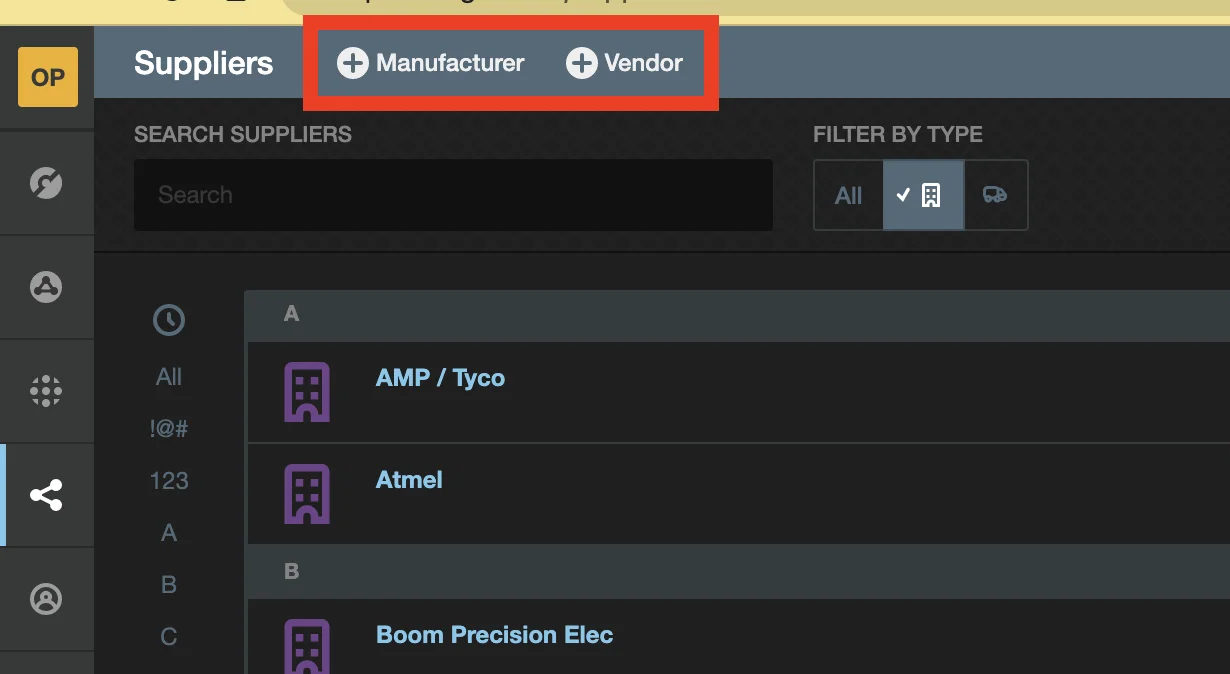 OP
Suppliers
Manufacturer
Vendor
SEARCH SUPPLIERS
FILTER BY TYPE
Search
All
All
!@#
123
A
B
C
A
AMP / Tyco
Atmel
B
Boom Precision Elec